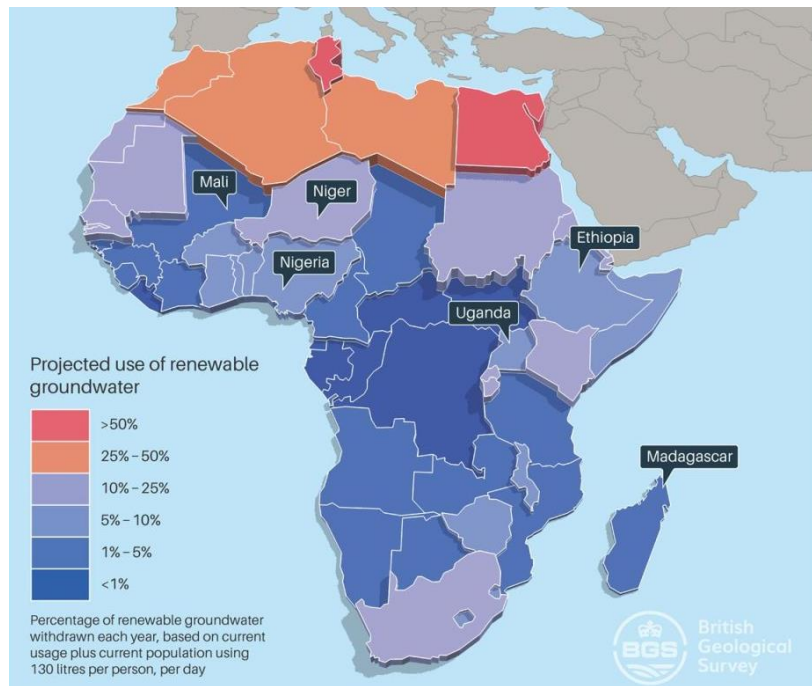 Mali
Niger
Ethiopia
Nigeria
Uganda
Madagascar
Projected use of renewable
groundwater
>50%
25% – 50%
10% – 25%
5% – 10%
1% – 5%
<1%
Percentage of renewable groundwater
withdrawn each year, based on current
usage plus current population using
130 litres per person, per day
BGS
British
Geological
Survey